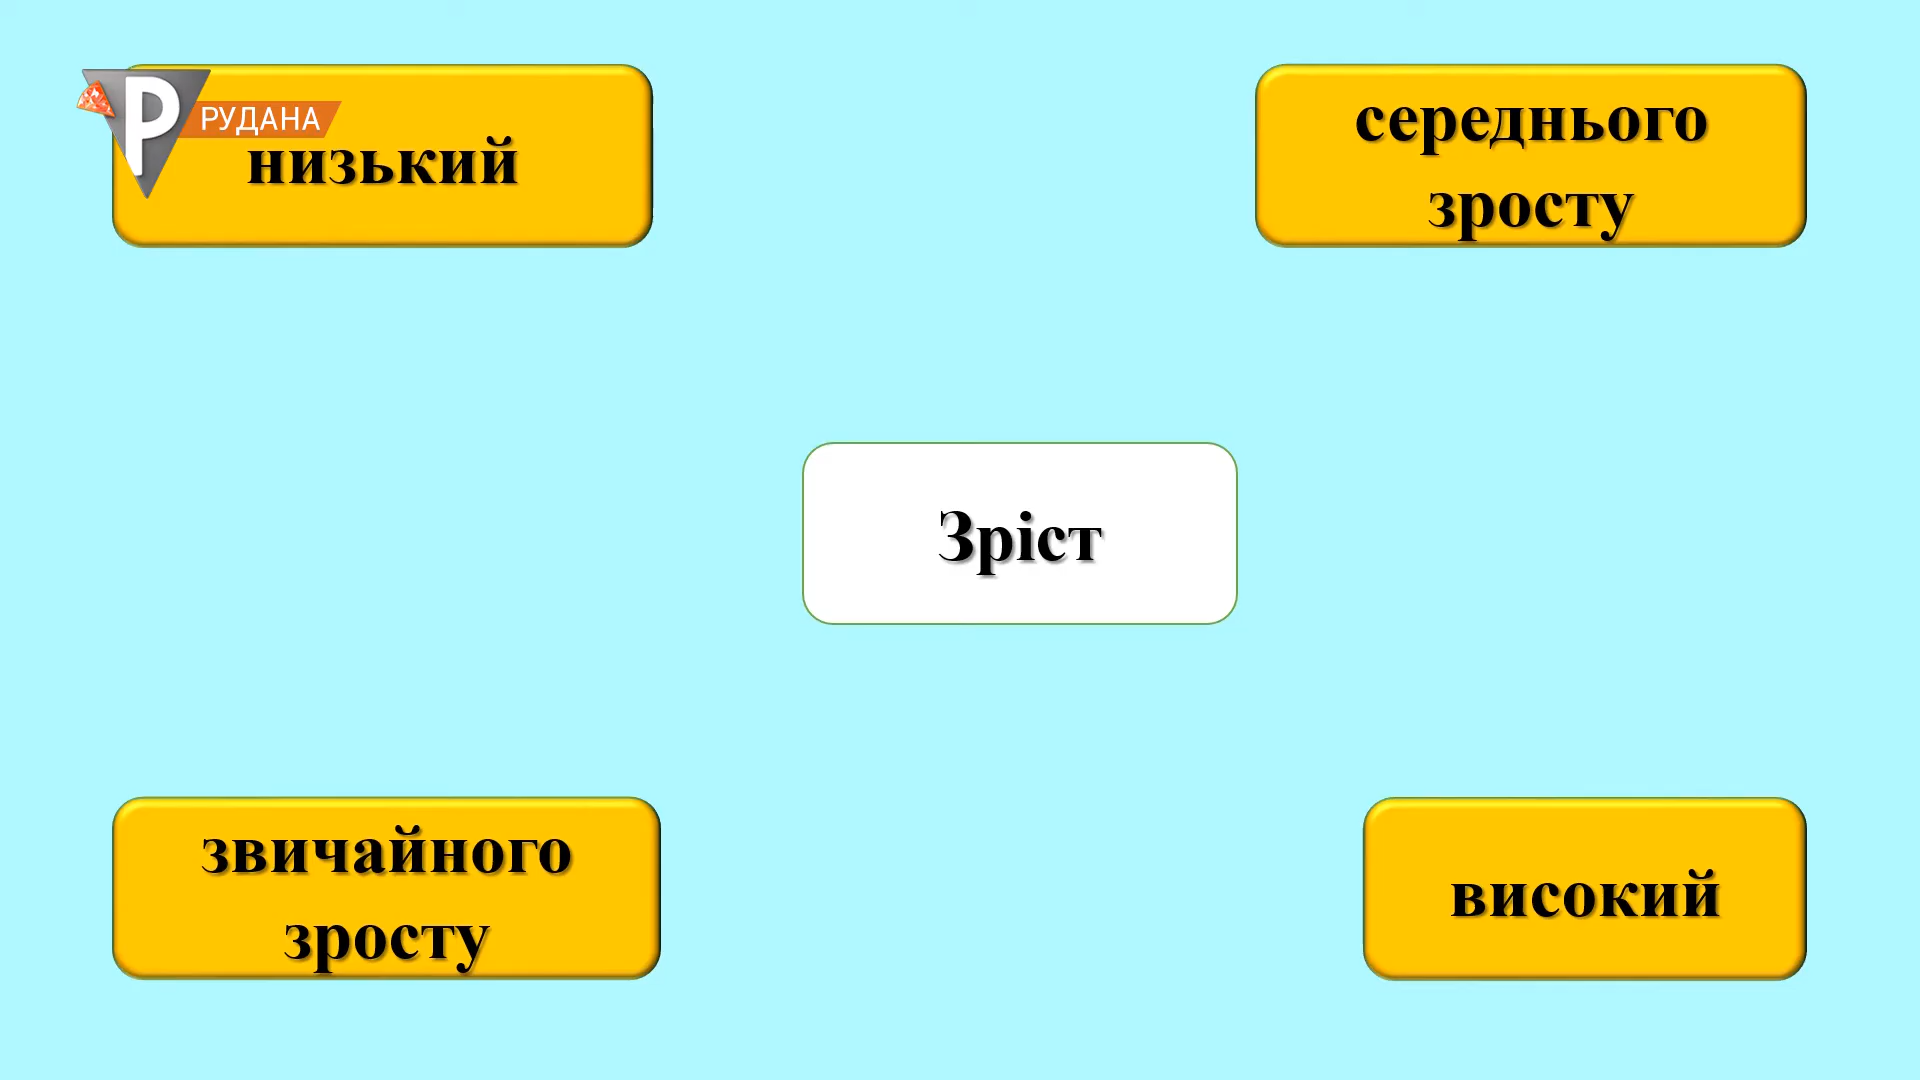 Р
РУДАНА
низький
середнього
зросту
Зріст
звичайного
зросту
високий